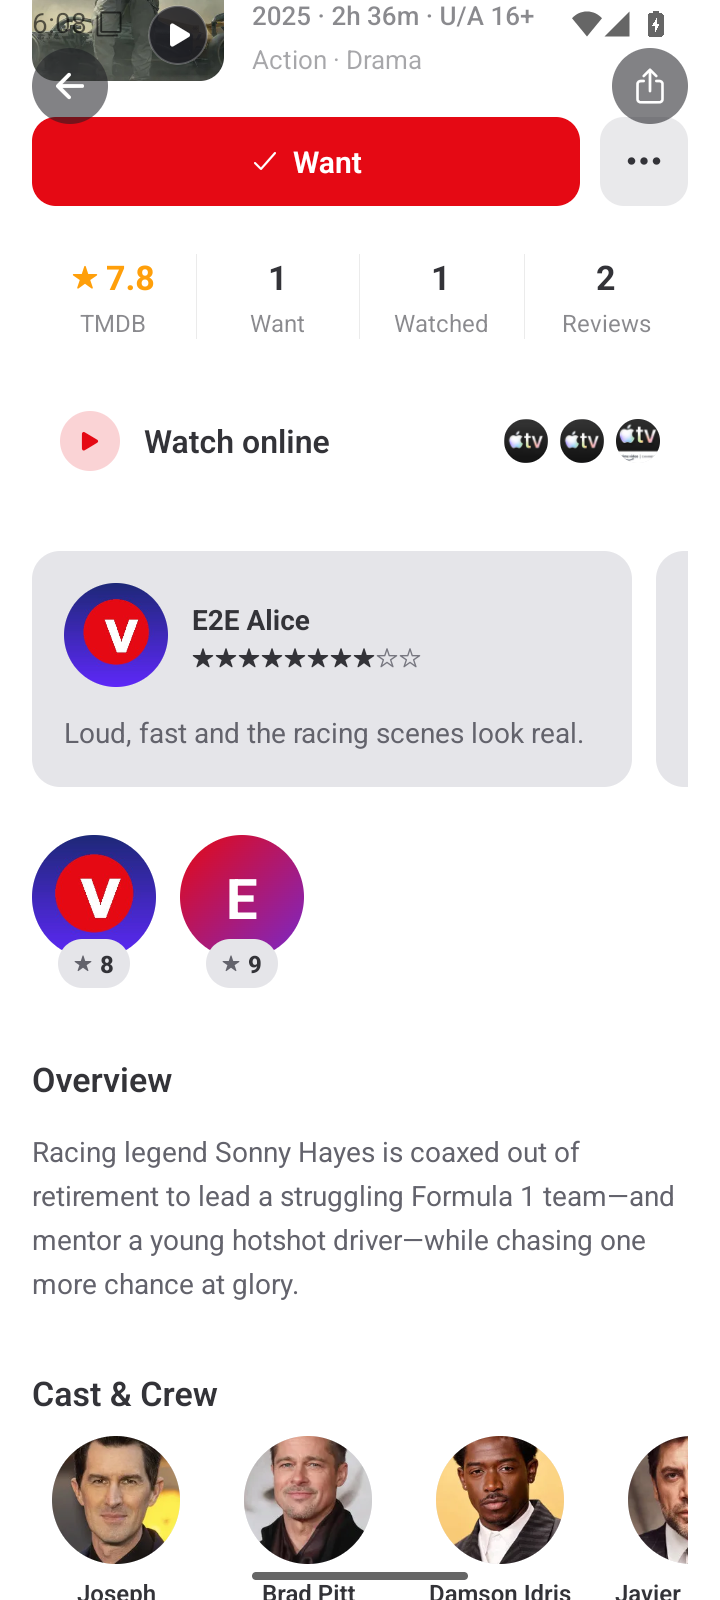 6:03
2025 · 2h 36m · U/A 16+
Action · Drama
Want
★ 7.8
TMDB
1
Want
1
Watched
2
Reviews
Watch online
tv
tv
tv
V
E2E Alice
★★★★★★★★☆☆
Loud, fast and the racing scenes look real.
V
★ 8
E
★ 9
Overview
Racing legend Sonny Hayes is coaxed out of
retirement to lead a struggling Formula 1 team—and
mentor a young hotshot driver—while chasing one
more chance at glory.
Cast & Crew
Joseph
Brad Pitt
Damson Idris
Javier